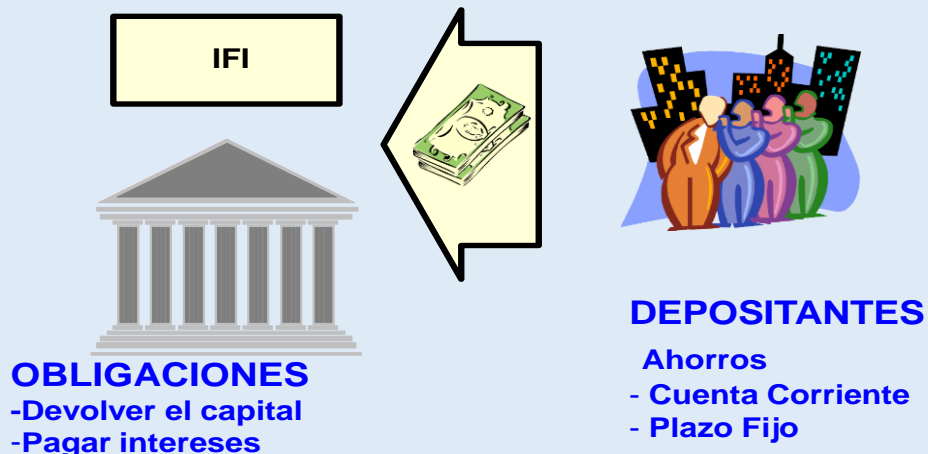 IFI
OBLIGACIONES
-Devolver el capital
-Pagar intereses
DEPOSITANTES
Ahorros
- Cuenta Corriente
- Plazo Fijo